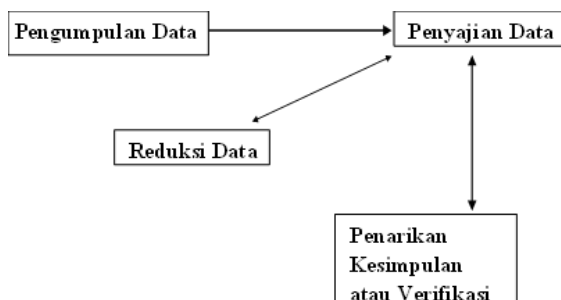 Pengumpulan Data
Penyajian Data
Reduksi Data
Penarikan
Kesimpulan
atau Verifikasi